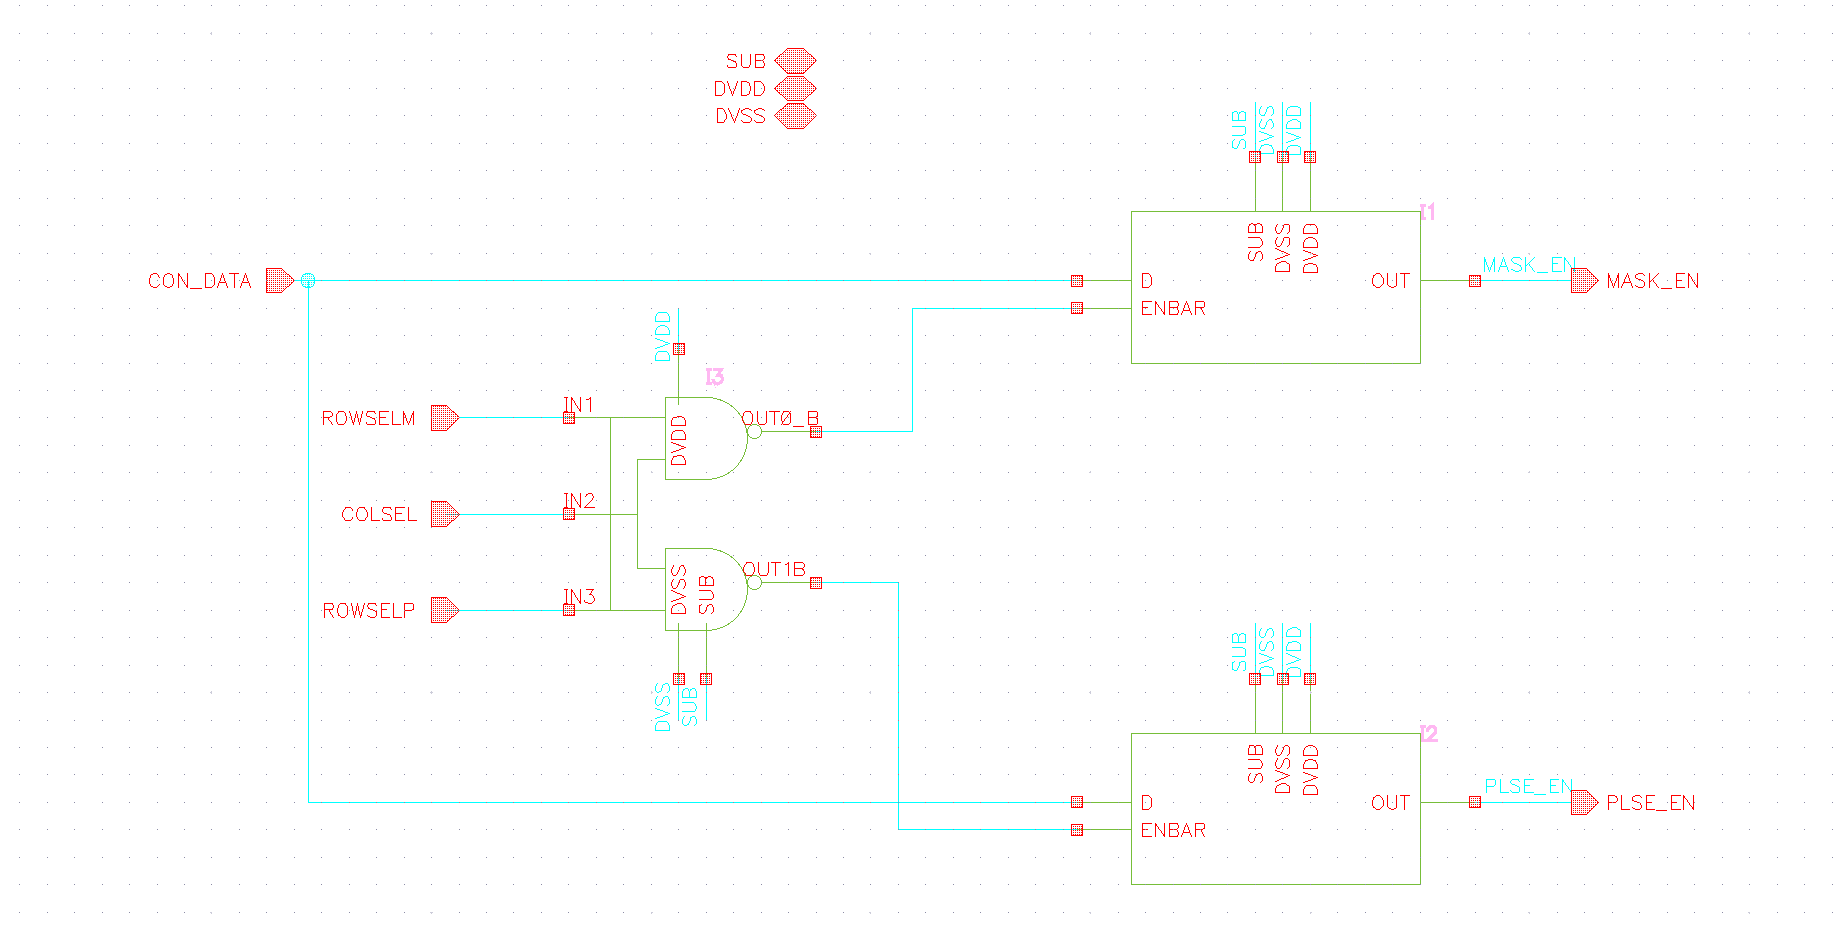 SUB
DVDD
DVSS
SUB
DVSS
DVDD
I1
SUB
DVSS
DVDD
CON_DATA
D
OUT
MASK_EN
MASK_EN
ENBAR
DVDD
I3
ROWSELM
IN1
DVDD
OUT0_B
COLSEL
IN2
ROWSELP
IN3
DVSS
SUB
OUT1B
DVSS
SUB
SUB
DVSS
DVDD
I2
SUB
DVSS
DVDD
D
OUT
PLSE_EN
PLSE_EN
ENBAR